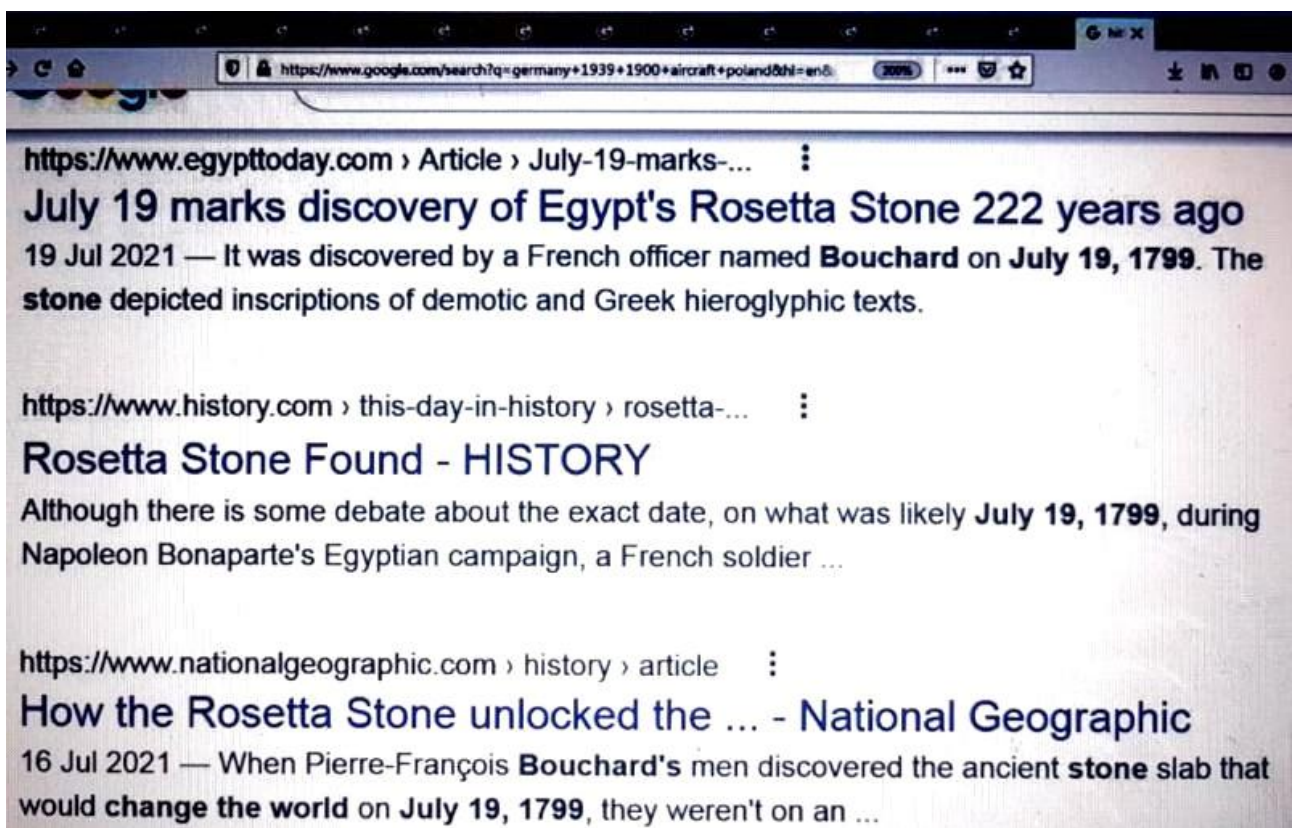 https://www.google.com/search?q=germany+1939+1900+aircraft+poland&hl=en&
https://www.egypttoday.com › Article › July-19-marks-...
July 19 marks discovery of Egypt's Rosetta Stone 222 years ago
19 Jul 2021 — It was discovered by a French officer named Bouchard on July 19, 1799. The
stone depicted inscriptions of demotic and Greek hieroglyphic texts.
https://www.history.com › this-day-in-history › rosetta-...
Rosetta Stone Found - HISTORY
Although there is some debate about the exact date, on what was likely July 19, 1799, during
Napoleon Bonaparte's Egyptian campaign, a French soldier ...
https://www.nationalgeographic.com › history › article
How the Rosetta Stone unlocked the ... - National Geographic
16 Jul 2021 — When Pierre-François Bouchard's men discovered the ancient stone slab that
would change the world on July 19, 1799, they weren't on an ...